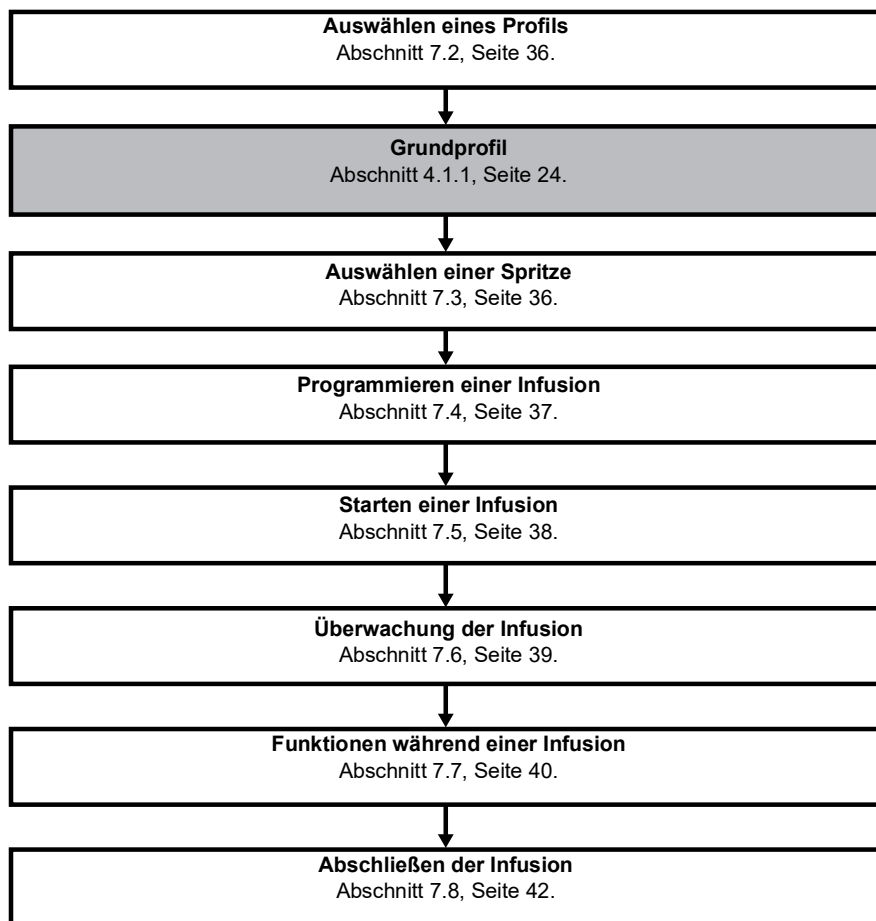 Auswählen eines Profils
Abschnitt 7.2, Seite 36.
Grundprofil
Abschnitt 4.1.1, Seite 24.
Auswählen einer Spritze
Abschnitt 7.3, Seite 36.
Programmieren einer Infusion
Abschnitt 7.4, Seite 37.
Starten einer Infusion
Abschnitt 7.5, Seite 38.
Überwachung der Infusion
Abschnitt 7.6, Seite 39.
Funktionen während einer Infusion
Abschnitt 7.7, Seite 40.
Abschließen der Infusion
Abschnitt 7.8, Seite 42.